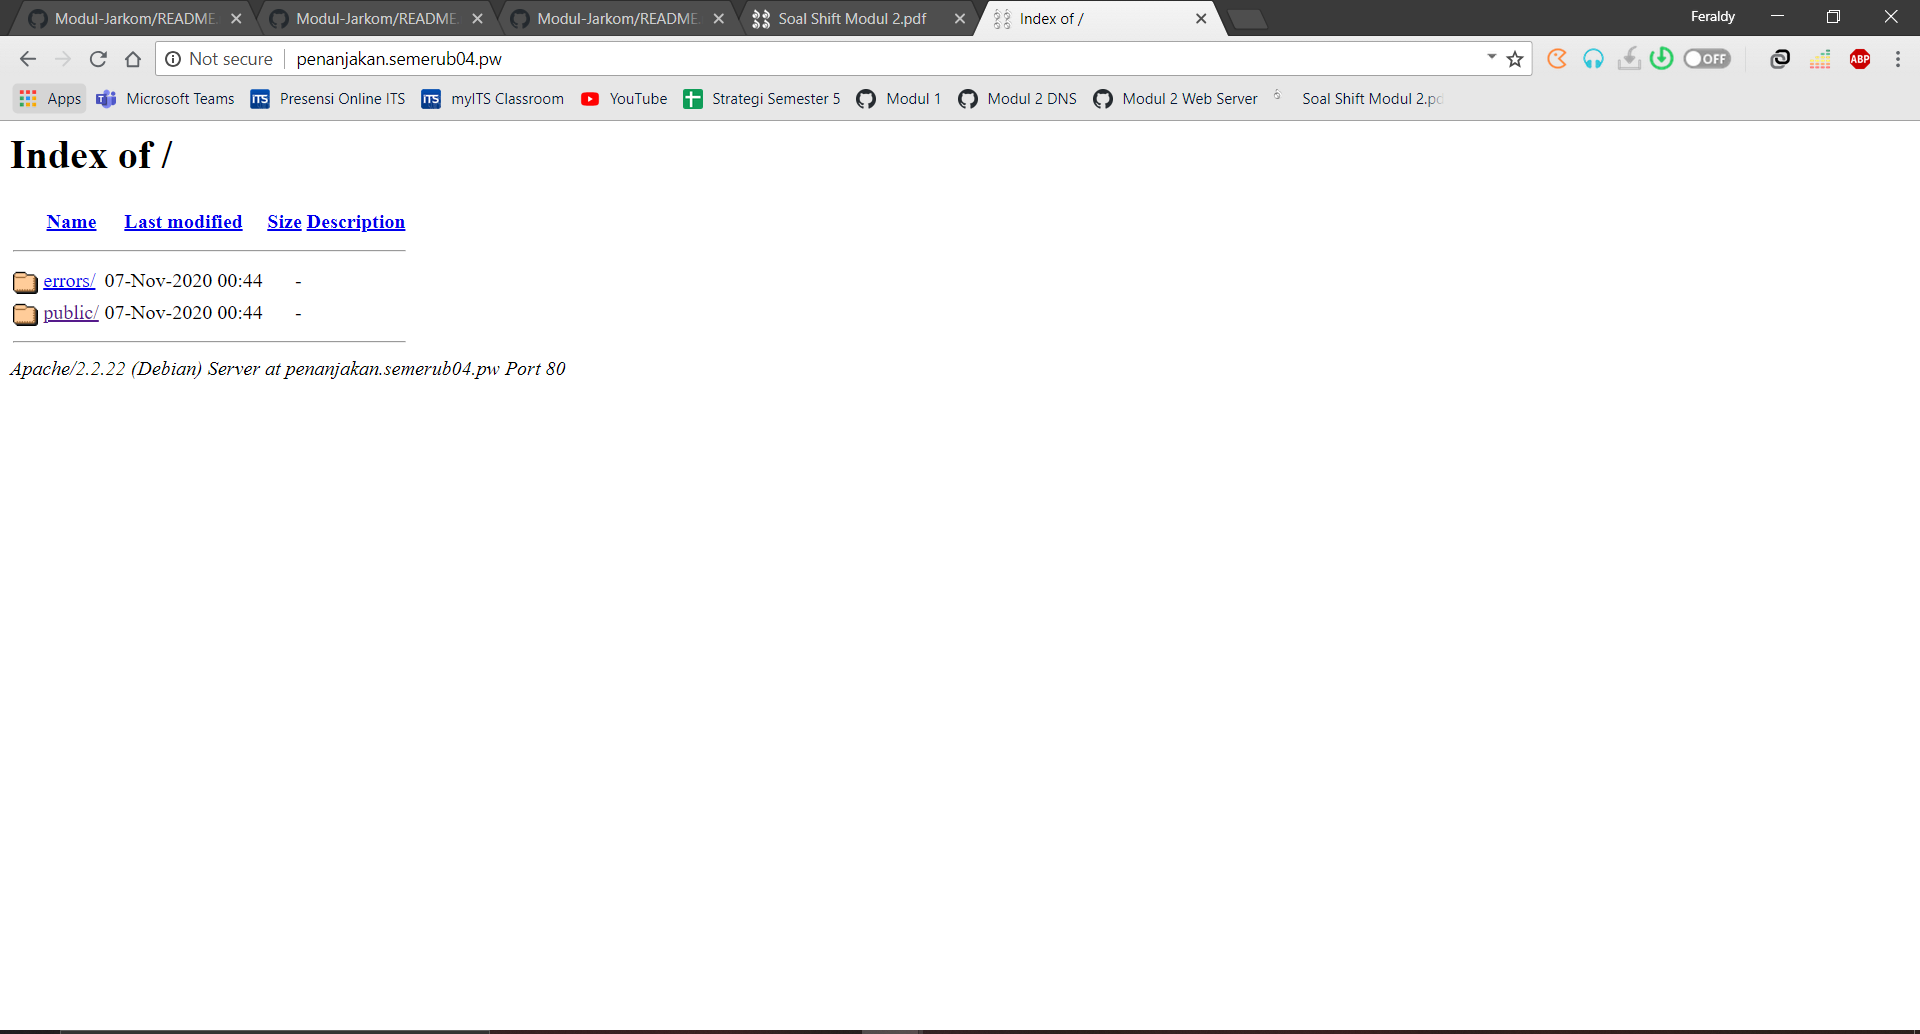 Modul-Jarkom/README. Modul-Jarkom/README. Modul-Jarkom/README. Soal Shift Modul 2.pdf Index of / Feraldy
Not secure penanjakan.semerub04.pw OFF ABP
Apps Microsoft Teams ITS Presensi Online ITS ITS myITS Classroom YouTube Strategi Semester 5 Modul 1 Modul 2 DNS Modul 2 Web Server Soal Shift Modul 2.pd
Index of /
Name Last modified Size Description
errors/ 07-Nov-2020 00:44 -
public/ 07-Nov-2020 00:44 -
Apache/2.2.22 (Debian) Server at penanjakan.semerub04.pw Port 80